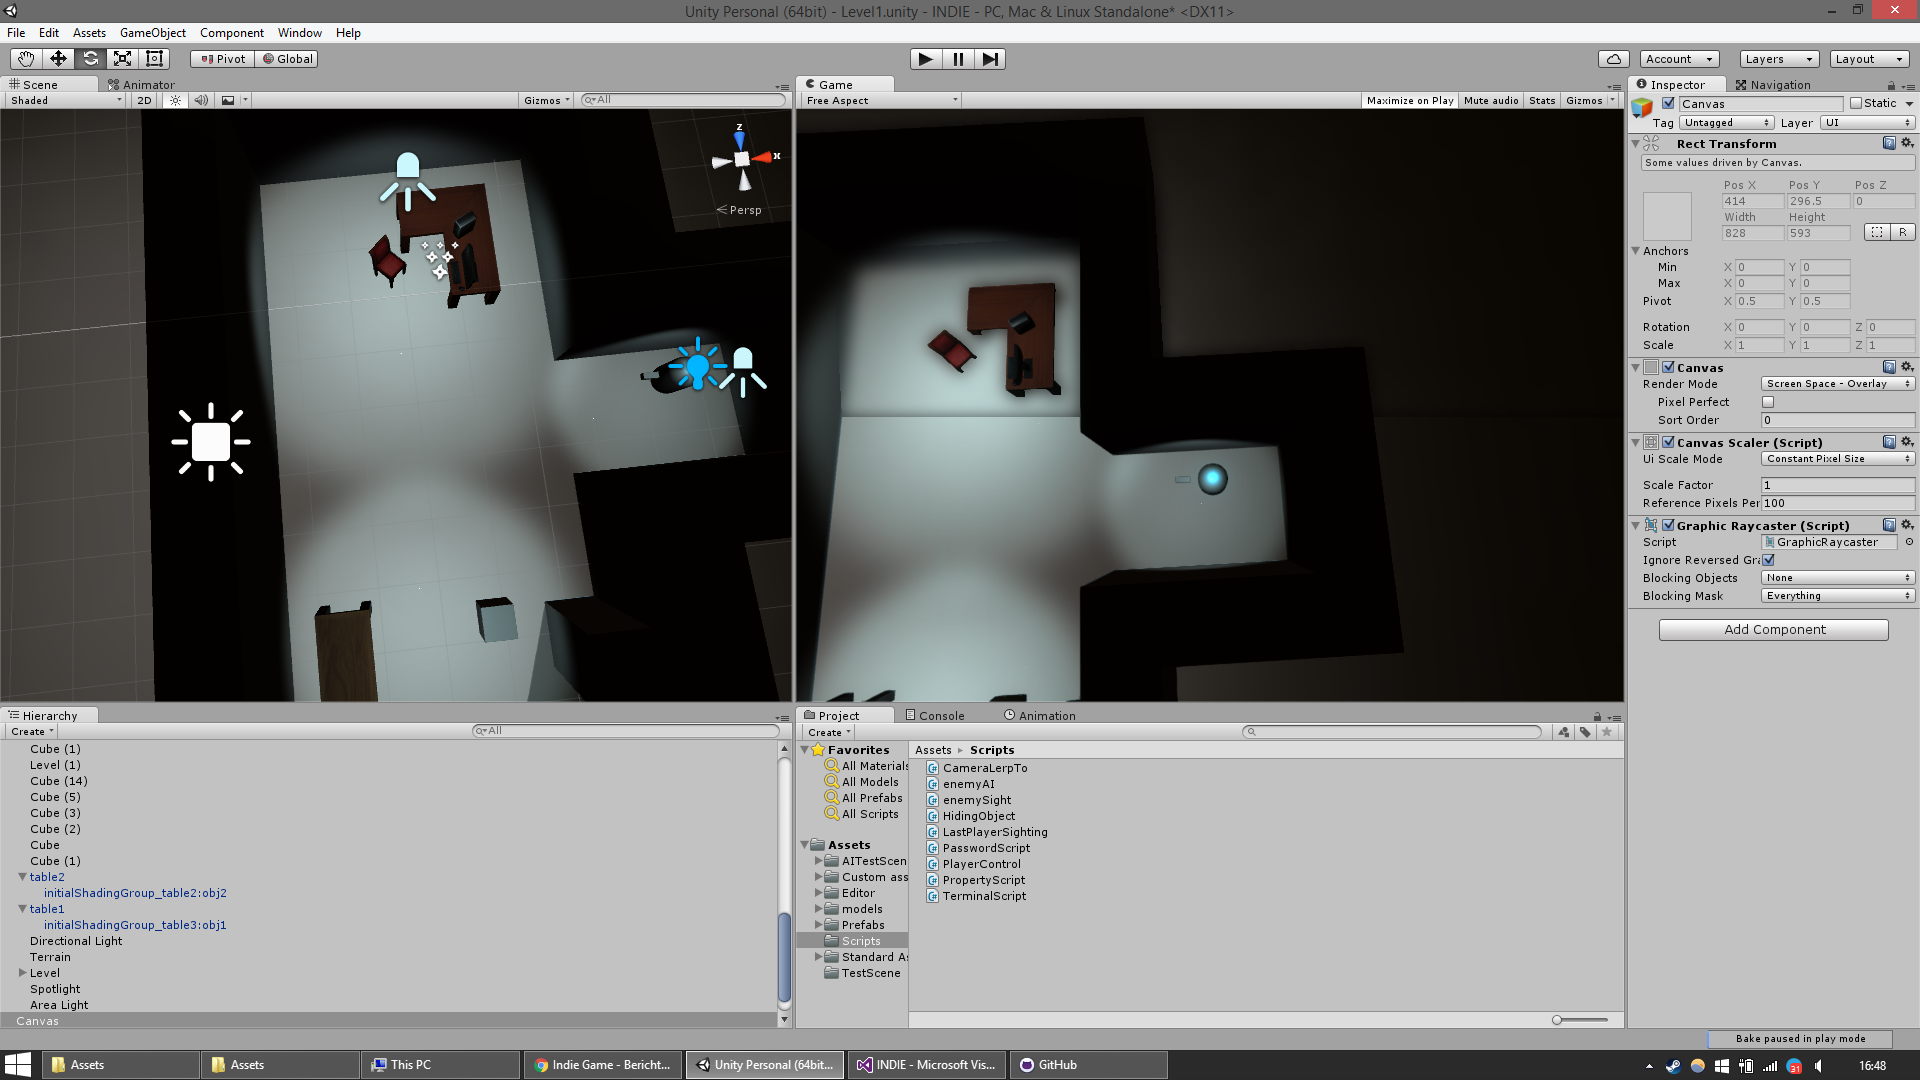 Unity Personal (64bit) - Level1.unity - INDIE - PC, Mac & Linux Standalone* <DX11>
File Edit Assets GameObject Component Window Help
Pivot Global Account Layers Layout
Scene Animator
Shaded 2D Gizmos All
z
x
Persp
Game
Free Aspect Maximize on Play Mute audio Stats Gizmos
Inspector Navigation
Canvas Static
Tag Untagged Layer UI
Rect Transform
Some values driven by Canvas.
Pos X Pos Y Pos Z
414 296.5 0
Width Height
828 593 R
Anchors
Min X 0 Y 0
Max X 0 Y 0
Pivot X 0.5 Y 0.5
Rotation X 0 Y 0 Z 0
Scale X 1 Y 1 Z 1
Canvas
Render Mode Screen Space - Overlay
Pixel Perfect
Sort Order 0
Canvas Scaler (Script)
Ui Scale Mode Constant Pixel Size
Scale Factor 1
Reference Pixels Per 100
Graphic Raycaster (Script)
Script GraphicRaycaster
Ignore Reversed Gra
Blocking Objects None
Blocking Mask Everything
Add Component
Hierarchy
Create All
Cube (1)
Level (1)
Cube (14)
Cube (5)
Cube (3)
Cube (2)
Cube
Cube (1)
table2
initialShadingGroup_table2:obj2
table1
initialShadingGroup_table3:obj1
Directional Light
Terrain
Level
Spotlight
Area Light
Canvas
Project Console Animation
Create
Favorites
All Materials
All Models
All Prefabs
All Scripts
Assets
AITestScen
Custom ass
Editor
models
Prefabs
Scripts
Standard As
TestScene
Assets Scripts
CameraLerpTo
enemyAI
enemySight
HidingObject
LastPlayerSighting
PasswordScript
PlayerControl
PropertyScript
TerminalScript
Bake paused in play mode
Assets Assets This PC Indie Game - Bericht... Unity Personal (64bit... INDIE - Microsoft Vis... GitHub 31 16:48